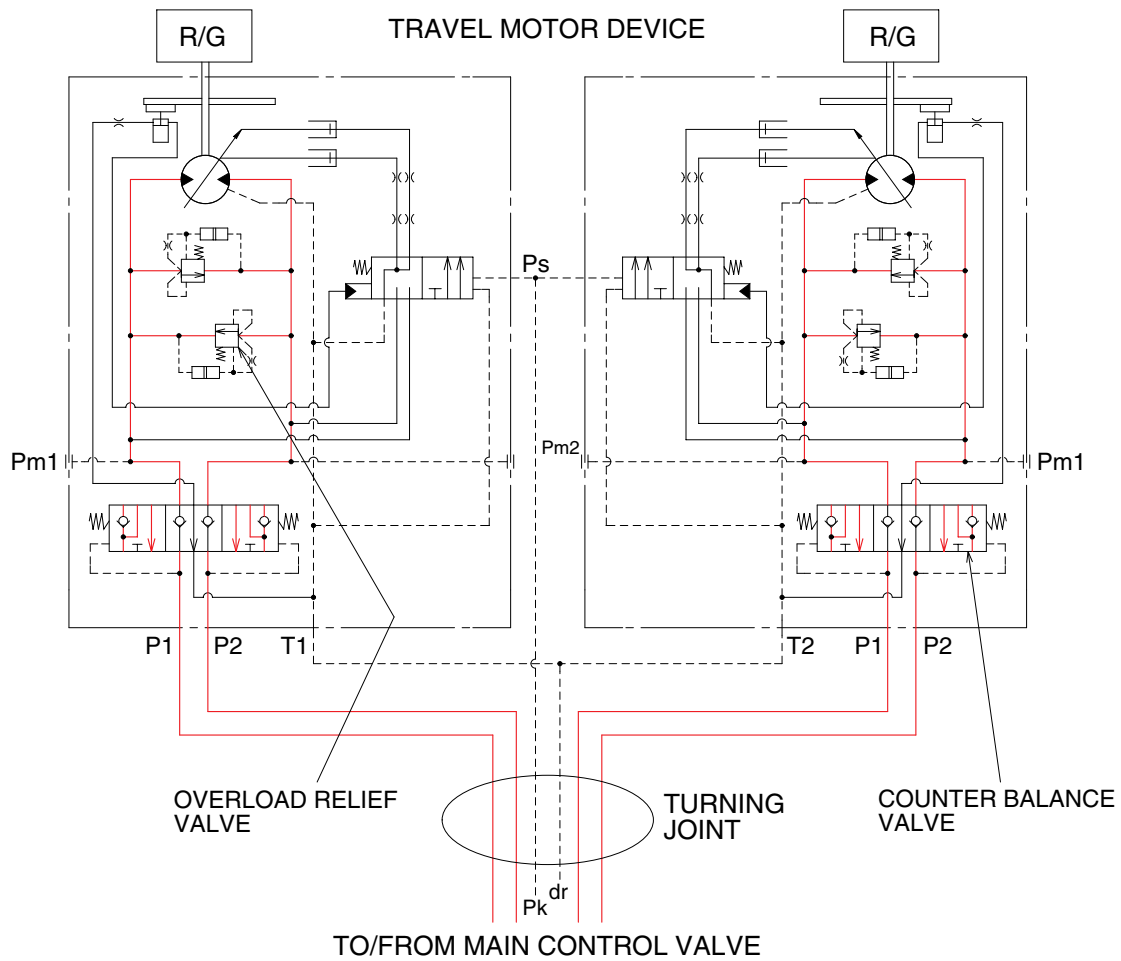 TRAVEL MOTOR DEVICE
R/G
R/G
Ps
Pm1
Pm2
Pm1
P1
P2
T1
T2
P1
P2
OVERLOAD RELIEF
VALVE
TURNING
JOINT
COUNTER BALANCE
VALVE
Pk
dr
TO/FROM MAIN CONTROL VALVE